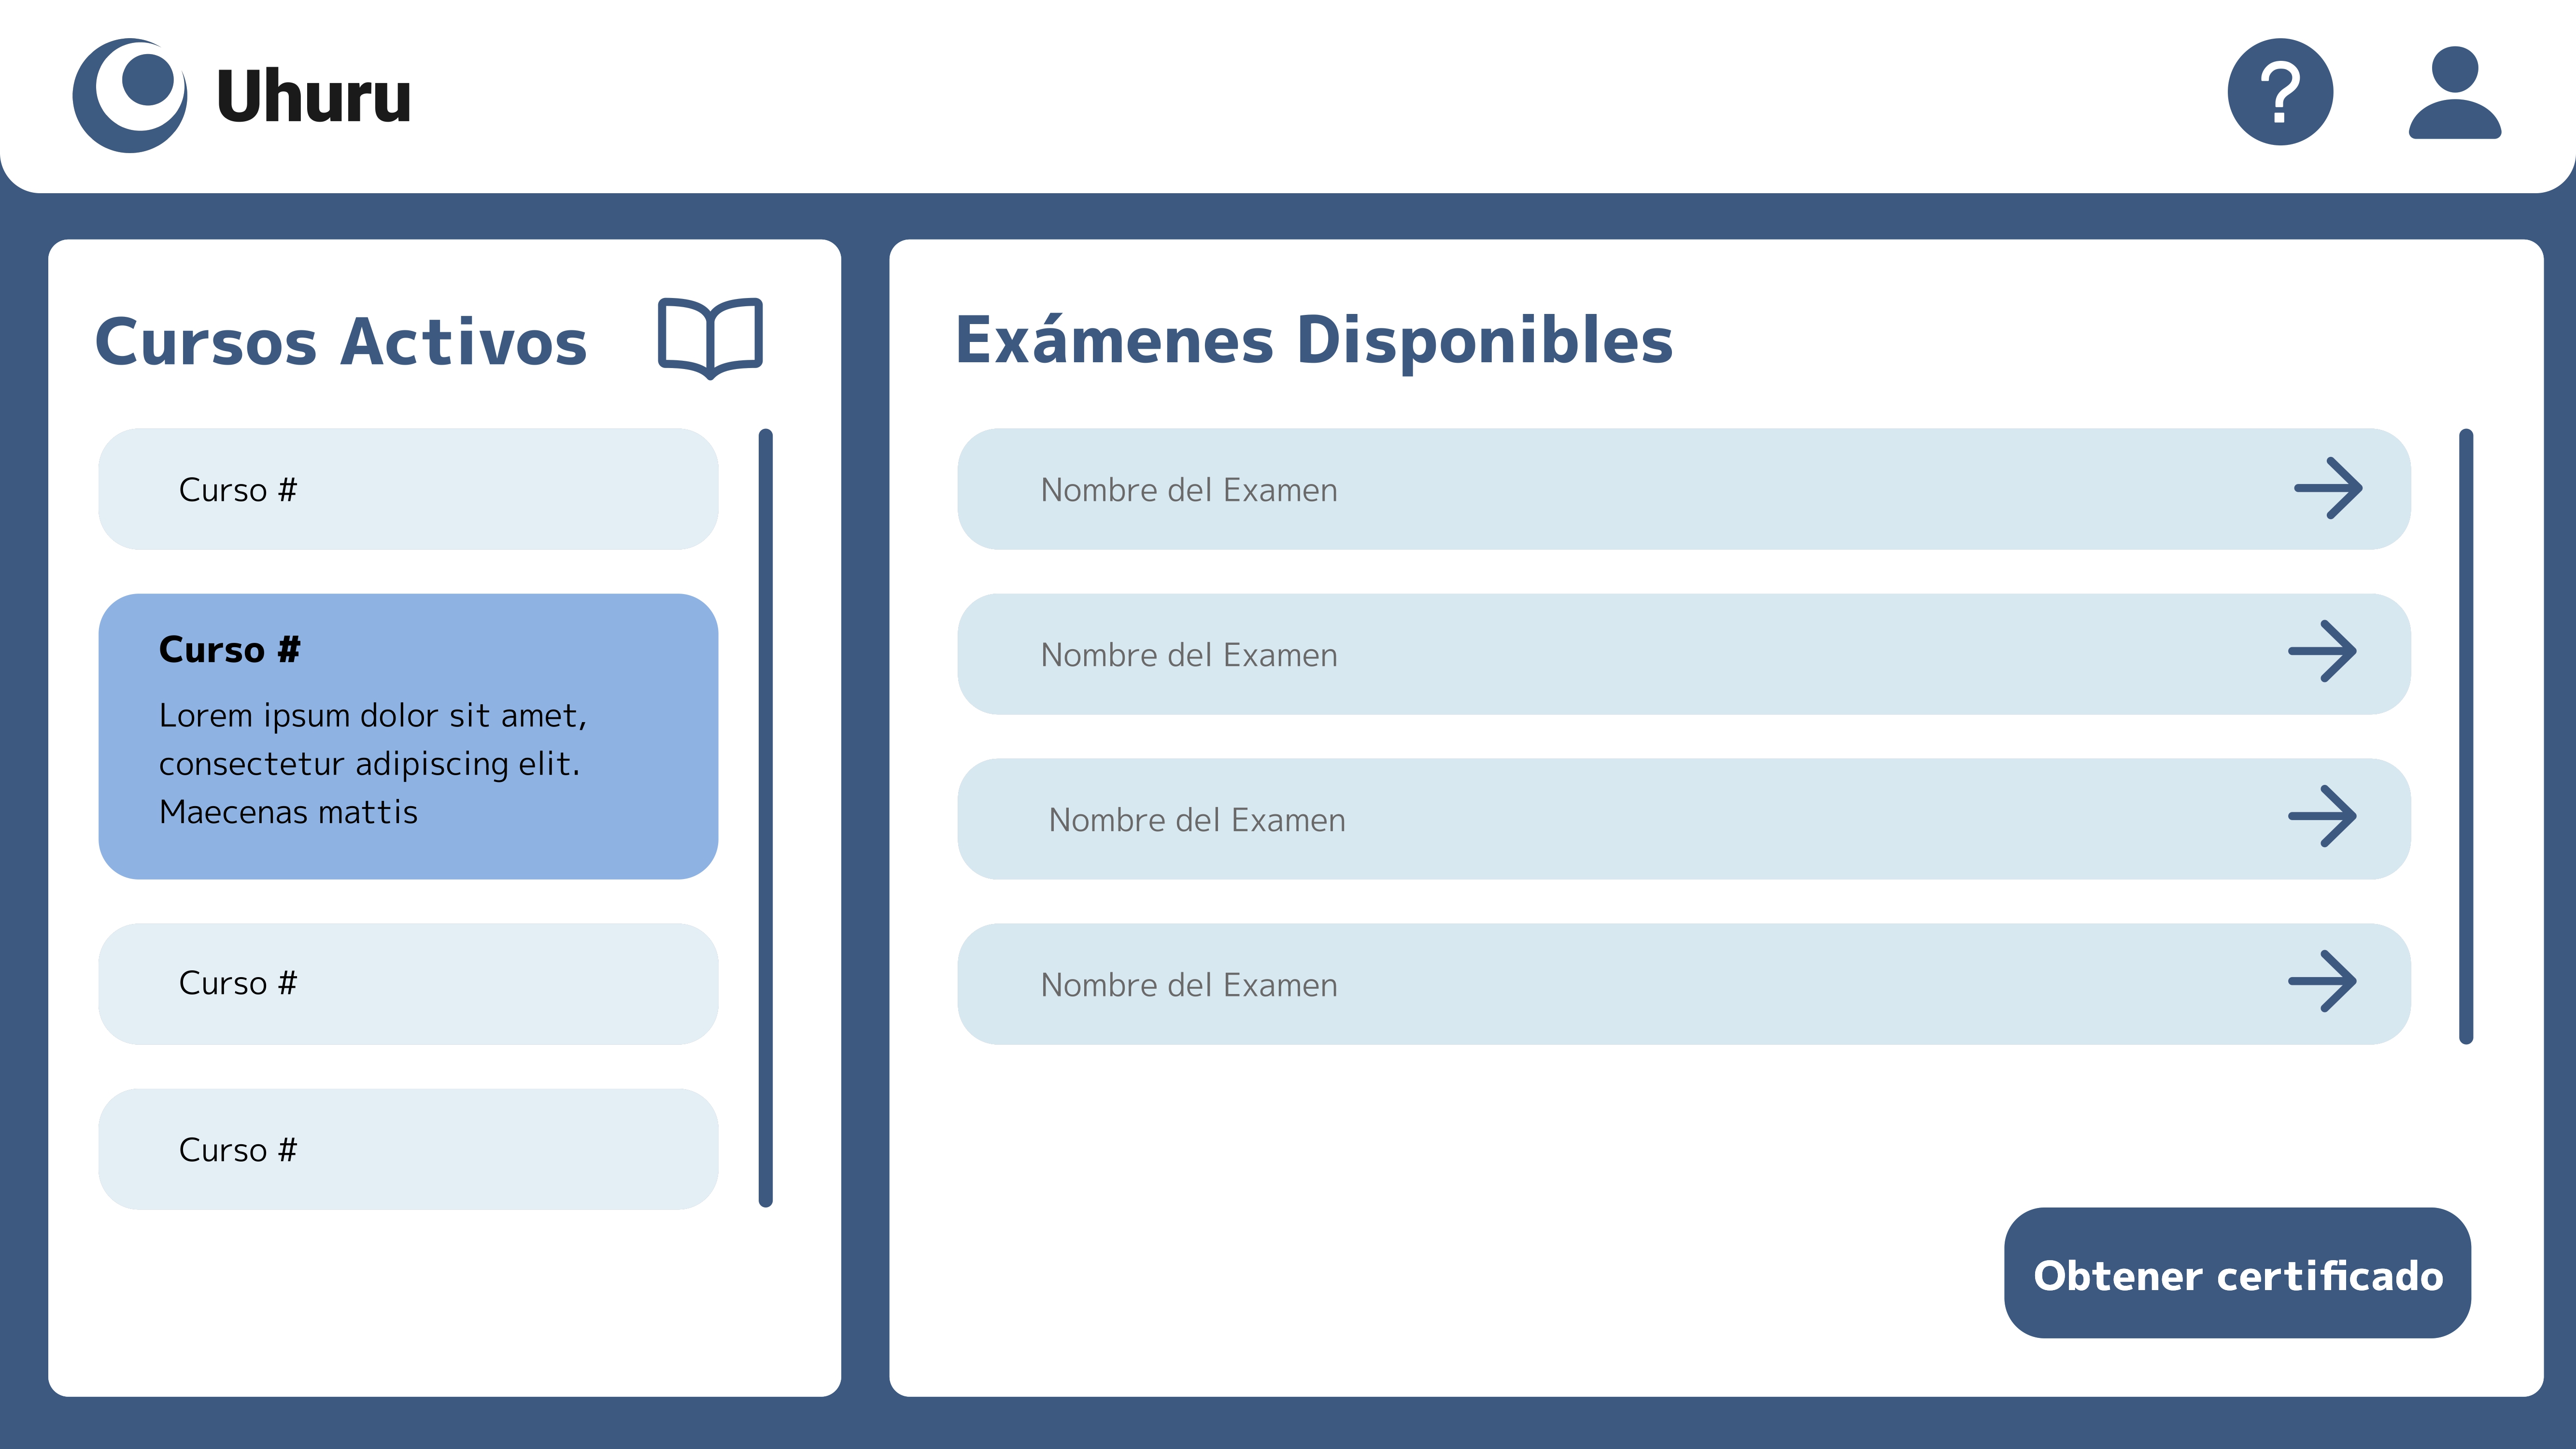 Uhuru
?
Cursos Activos
Curso #
Curso #
Lorem ipsum dolor sit amet,
consectetur adipiscing elit.
Maecenas mattis
Curso #
Curso #
Exámenes Disponibles
Nombre del Examen
Nombre del Examen
Nombre del Examen
Nombre del Examen
Obtener certificado